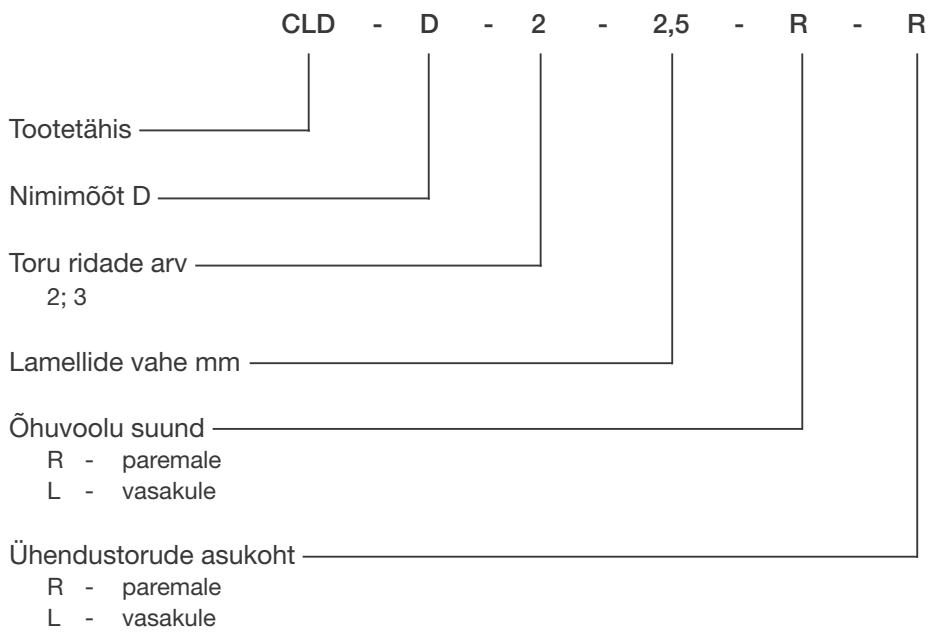 CLD - D - 2 - 2,5 - R - R
Tootetähis
Nimimõõt D
Toru ridade arv
2; 3
Lamellide vahe mm
Õhuvoolu suund
R - paremale
L - vasakule
Ühendustorude asukoht
R - paremale
L - vasakule